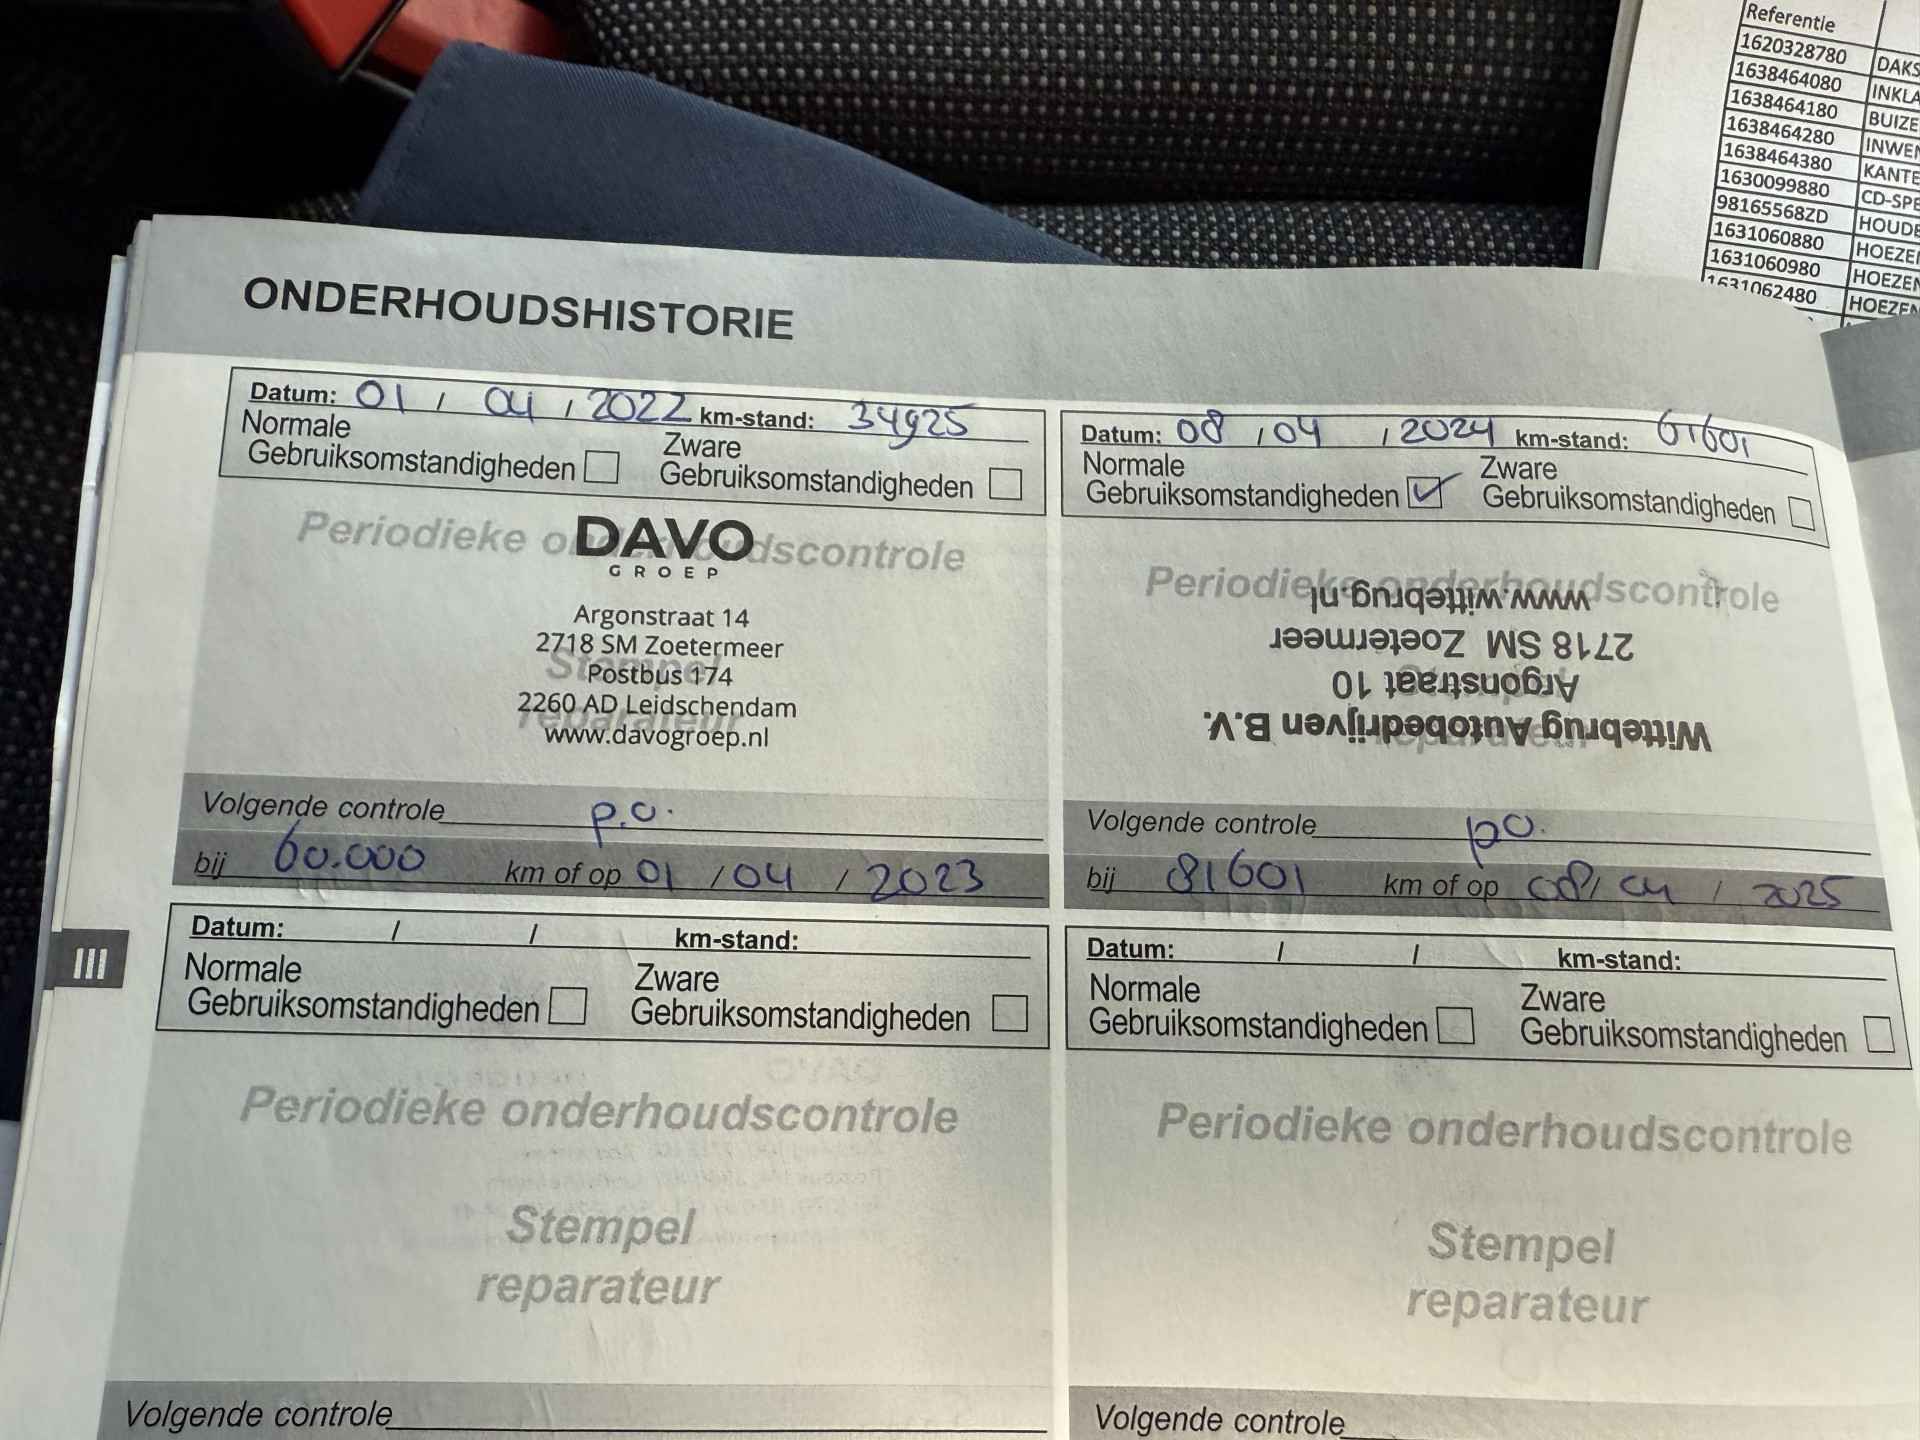 Referentie
1620328780 DAKS
1638464080 INKLA
1638464180 BUIZE
1638464280 INWEN
1638464380 KANTE
1630099880 CD-SPE
98165568ZD HOUDE
1631060880 HOEZEN
1631060980 HOEZEN
1631062480 HOEZEN
ONDERHOUDSHISTORIE
Datum: 01 / 04 / 2022 km-stand: 34925
Normale
Gebruiksomstandigheden
Zware
Gebruiksomstandigheden
Periodieke onderhoudscontrole
DAVO
GROEP
Argonstraat 14
2718 SM Zoetermeer
Stempel
Postbus 174
2260 AD Leidschendam
reparateur
www.davogroep.nl
Volgende controle p.o.
bij 60.000 km of op 01 / 04 / 2023
Datum: 08 / 04 / 2024 km-stand: 61601
Normale
Gebruiksomstandigheden
Zware
Gebruiksomstandigheden
Periodieke onderhoudscontrole
Wittebrug Autobedrijven B.V.
Argonstraat 10
2718 SM Zoetermeer
www.wittebrug.nl
Volgende controle po.
bij 81601 km of op 08 / 04 / 2025
III
Datum: / / km-stand:
Normale
Gebruiksomstandigheden
Zware
Gebruiksomstandigheden
Periodieke onderhoudscontrole
Stempel
reparateur
Volgende controle
Datum: / / km-stand:
Normale
Gebruiksomstandigheden
Zware
Gebruiksomstandigheden
Periodieke onderhoudscontrole
Stempel
reparateur
Volgende controle